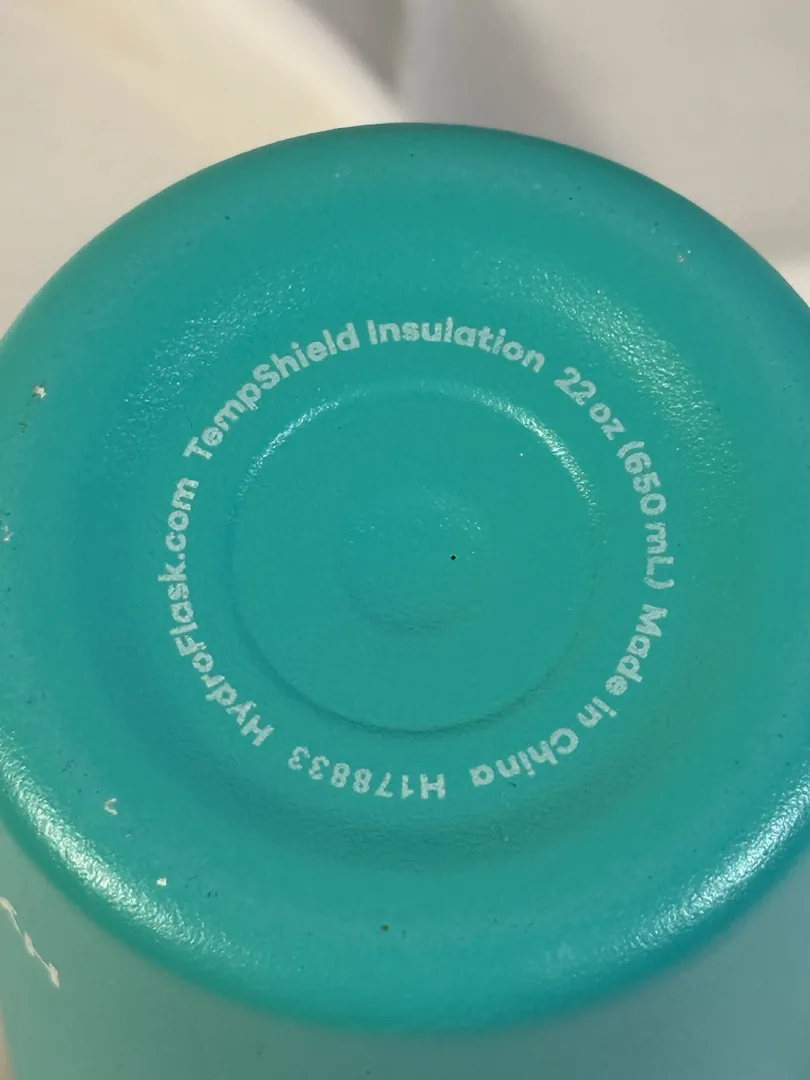 HydroFlask.com TempShield Insulation 22 oz (650 mL) Made in China H178833